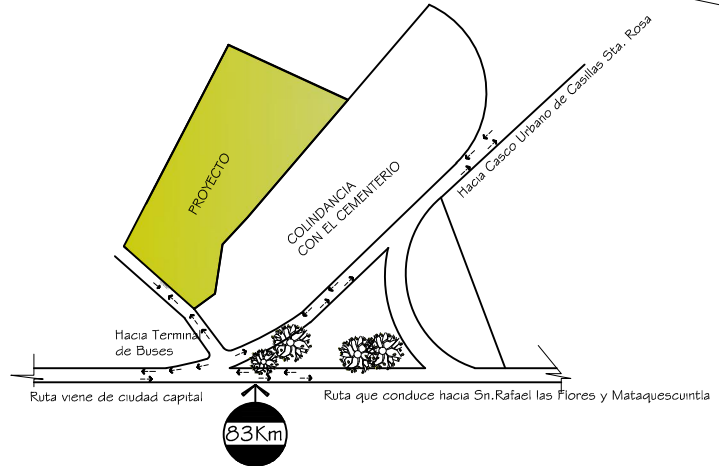 Hacia Casco Urbano de Casillas Sta. Rosa
PROYECTO
COLINDANCIA
CON EL CEMENTERIO
Hacia Terminal
de Buses
Ruta viene de ciudad capital
Ruta que conduce hacia Sn.Rafael las Flores y Mataquescuintla
83Km